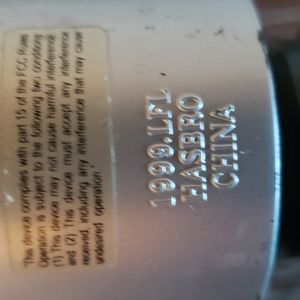 "The device complies with part 15 of the FCC Rules
Operation is subject to the following two conditions
(1) This device may not cause harmful interference
and (2) This device must accept any interference
received, including any interference that may cause
undesired operation."
1999.LFL
HASBRO
CHINA